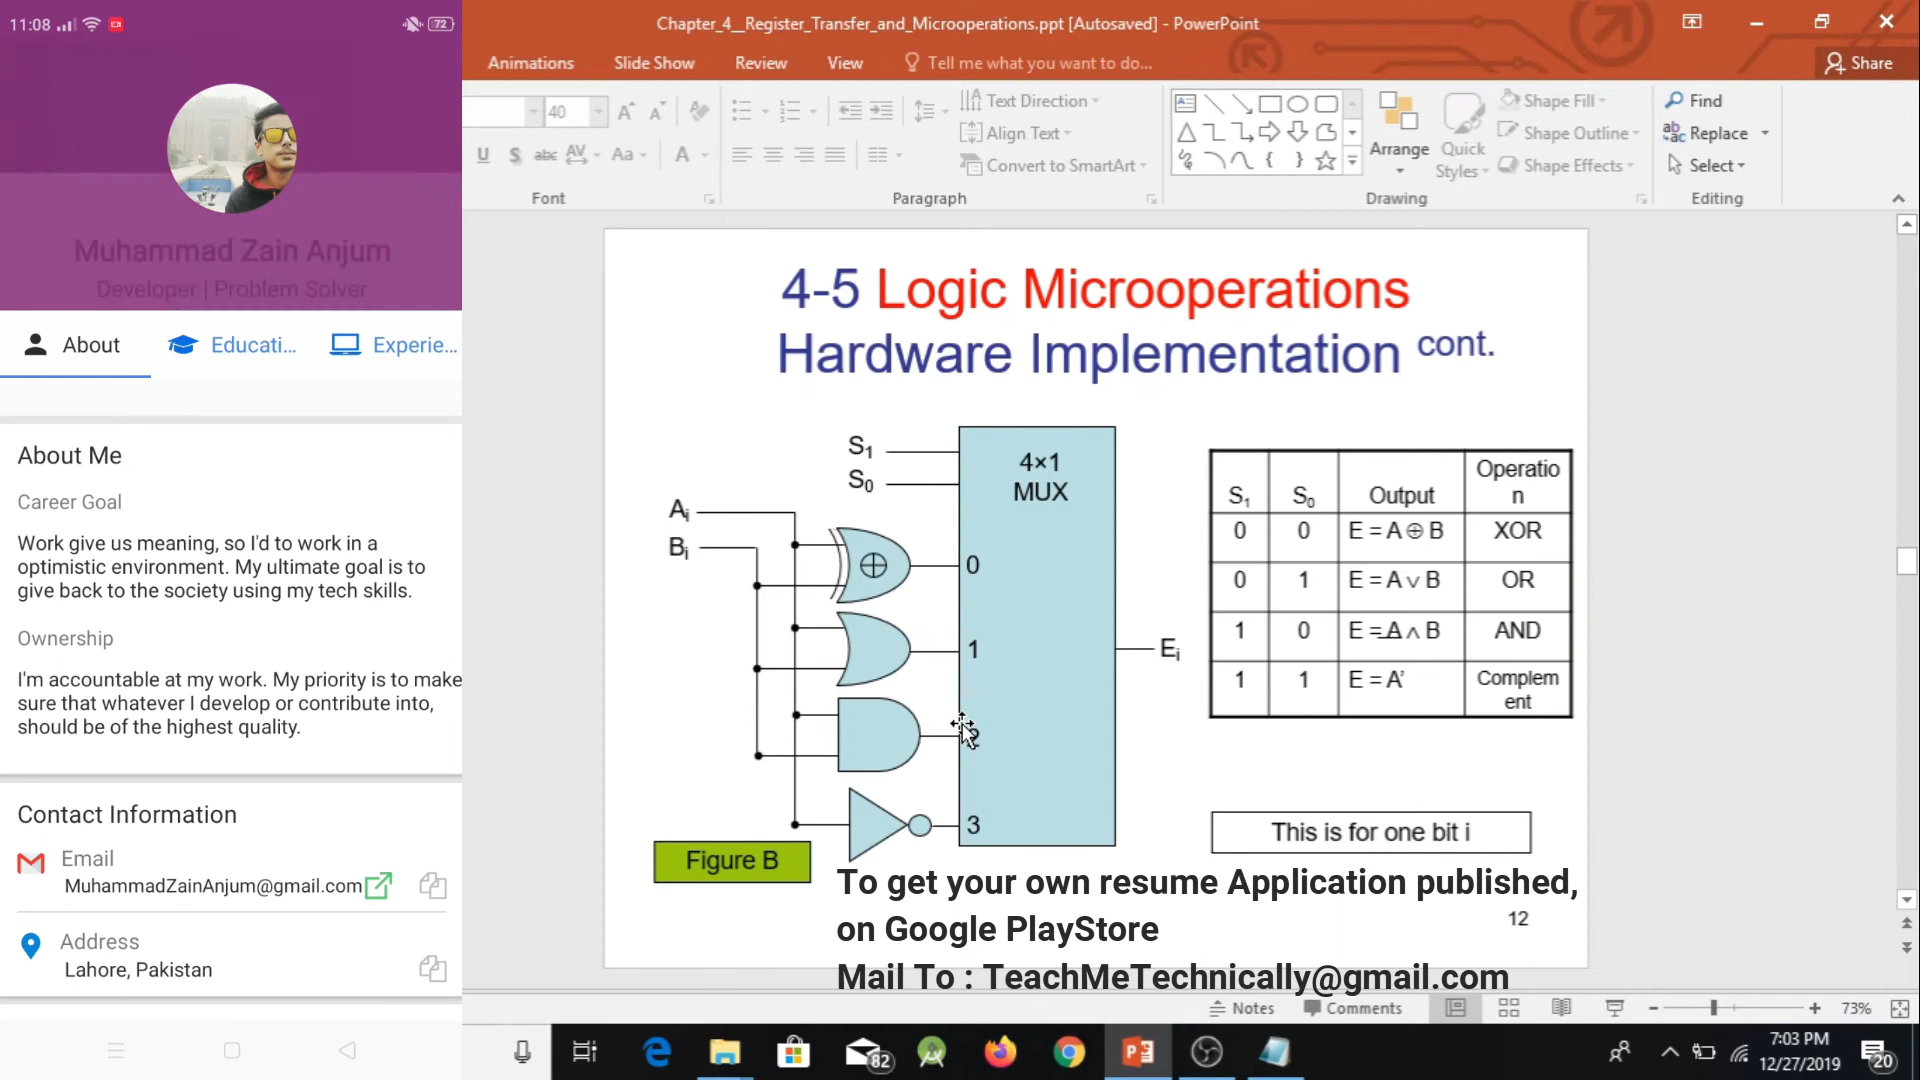 11:08
72
Muhammad Zain Anjum
Developer | Problem Solver
About
Educati...
Experie...
About Me
Career Goal
Work give us meaning, so I'd to work in a
optimistic environment. My ultimate goal is to
give back to the society using my tech skills.
Ownership
I'm accountable at my work. My priority is to make
sure that whatever I develop or contribute into,
should be of the highest quality.
Contact Information
Email
MuhammadZainAnjum@gmail.com
Address
Lahore, Pakistan
Chapter_4__Register_Transfer_and_Microoperations.ppt [Autosaved] - PowerPoint
Animations
Slide Show
Review
View
Tell me what you want to do...
Share
40
Text Direction
Align Text
Convert to SmartArt
Font
Paragraph
Arrange
Quick
Styles
Shape Fill
Shape Outline
Shape Effects
Drawing
Find
Replace
Select
Editing
4-5 Logic Microoperations
Hardware Implementation cont.
S₁
S₀
4×1
MUX
Aᵢ
Bᵢ
0
1
2
3
Eᵢ
S₁ S₀ Output Operatio
n
0 0 E = A ⊕ B XOR
0 1 E = A ∨ B OR
1 0 E = A ∧ B AND
1 1 E = A’ Complem
ent
This is for one bit i
Figure B
To get your own resume Application published,
on Google PlayStore
Mail To : TeachMeTechnically@gmail.com
12
Notes
Comments
73%
82
7:03 PM
12/27/2019
20